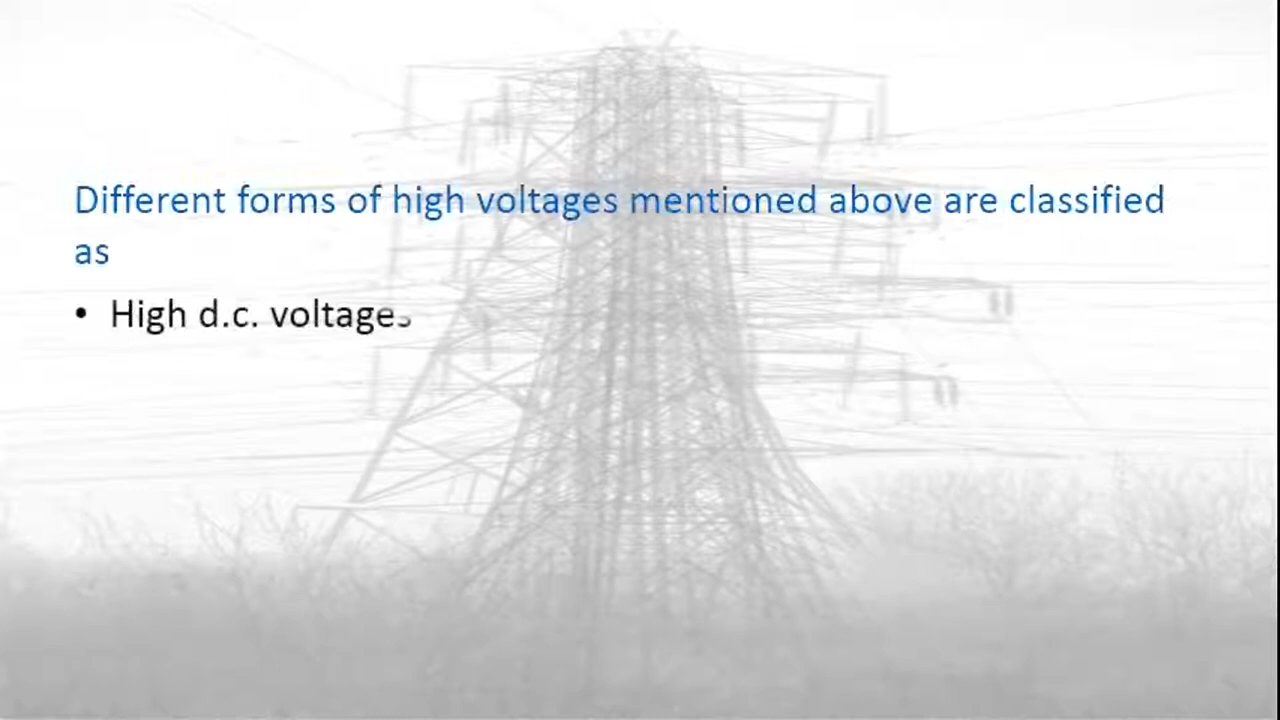 Different forms of high voltages mentioned above are classified
as
• High d.c. voltages